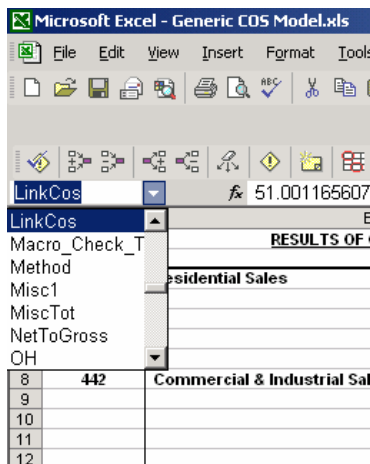 Microsoft Excel - Generic COS Model.xls
File Edit View Insert Format Tools
ABC
LinkCos fx 51.001165607
LinkCos
Macro_Check_T RESULTS OF
Method
Misc1 esidential Sales
MiscTot
NetToGross
OH
8 442 Commercial & Industrial Sal
9
10
11
12